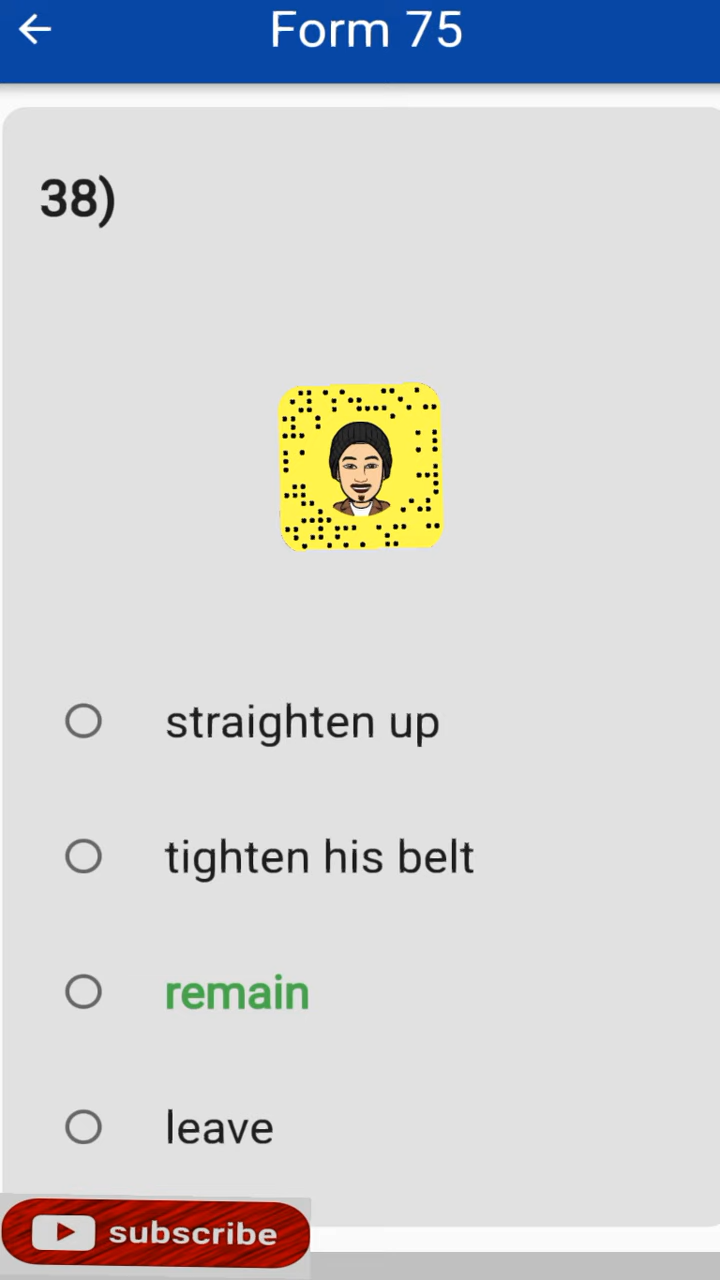 Form 75
38)
straighten up
tighten his belt
remain
leave
subscribe